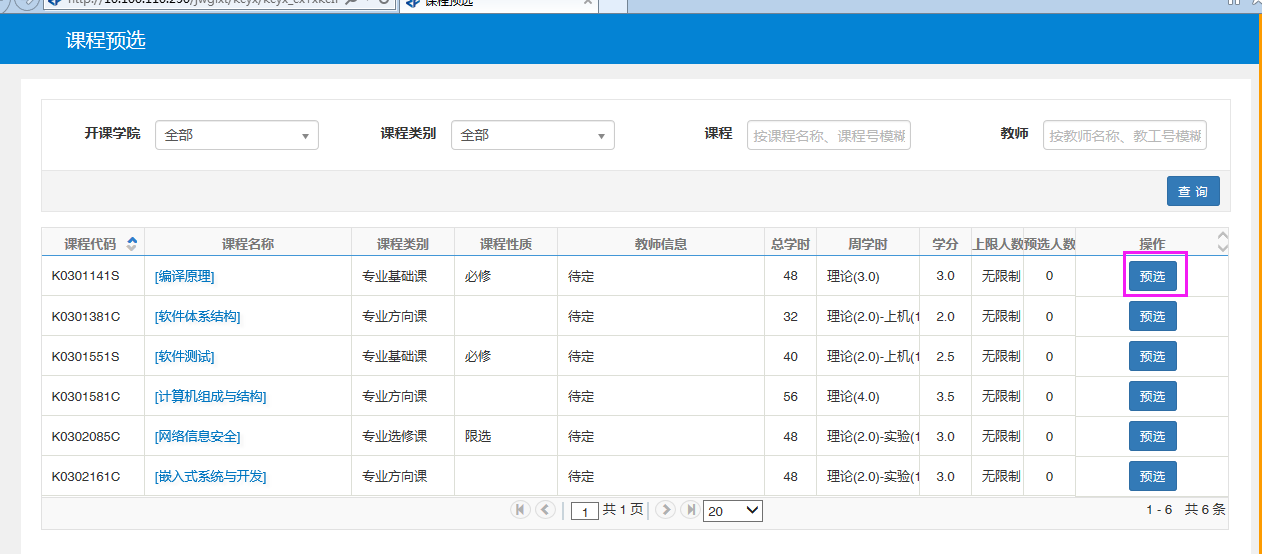 课程预选
课程预选
开课学院 全部 课程类别 全部 课程 按课程名称、课程号模糊 教师 按教师名称、教工号模糊
查 询
课程代码 课程名称 课程类别 课程性质 教师信息 总学时 周学时 学分 上限人数 预选人数 操作
K0301141S [编译原理] 专业基础课 必修 待定 48 理论(3.0) 3.0 无限制 0 预选
K0301381C [软件体系结构] 专业方向课 待定 32 理论(2.0)-上机(1 2.0 无限制 0 预选
K0301551S [软件测试] 专业基础课 必修 待定 40 理论(2.0)-上机(1 2.5 无限制 0 预选
K0301581C [计算机组成与结构] 专业方向课 待定 56 理论(4.0) 3.5 无限制 0 预选
K0302085C [网络信息安全] 专业选修课 限选 待定 48 理论(2.0)-实验(1 3.0 无限制 0 预选
K0302161C [嵌入式系统与开发] 专业方向课 待定 48 理论(2.0)-实验(1 3.0 无限制 0 预选
1 共 1 页 20 1 - 6 共 6 条